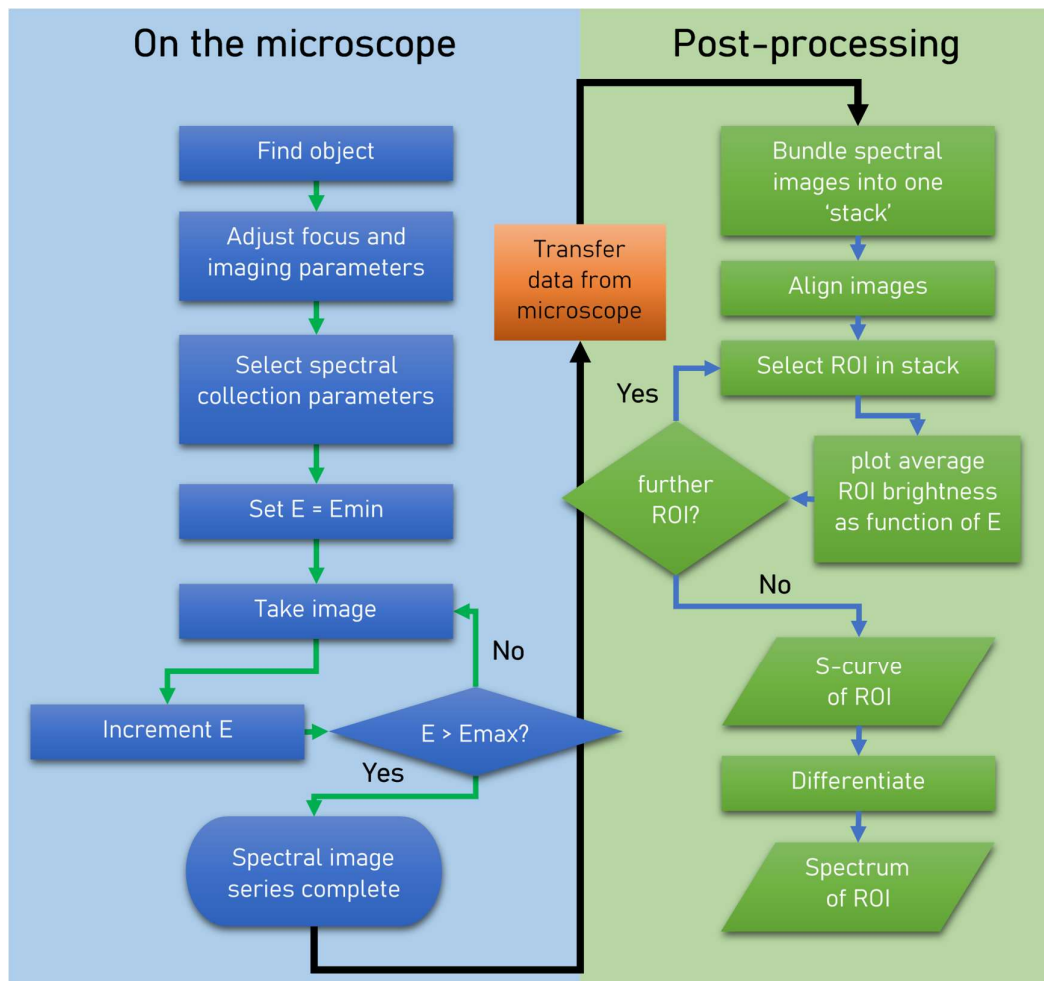 On the microscope
Find object
Adjust focus and
imaging parameters
Select spectral
collection parameters
Set E = Emin
Take image
No
Increment E
E > Emax?
Yes
Spectral image
series complete
Transfer
data from
microscope
Post-processing
Bundle spectral
images into one
‘stack’
Align images
Select ROI in stack
Yes
plot average
ROI brightness
as function of E
further
ROI?
No
S-curve
of ROI
Differentiate
Spectrum
of ROI